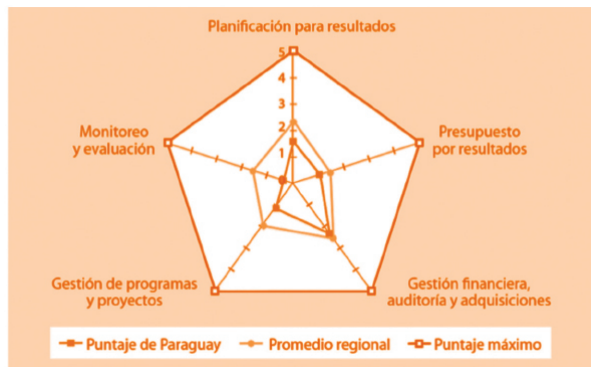 Planificación para resultados
5
4
3
2
1
Monitoreo
y evaluación
Presupuesto
por resultados
Gestión de programas
y proyectos
Gestión financiera,
auditoría y adquisiciones
Puntaje de Paraguay Promedio regional Puntaje máximo